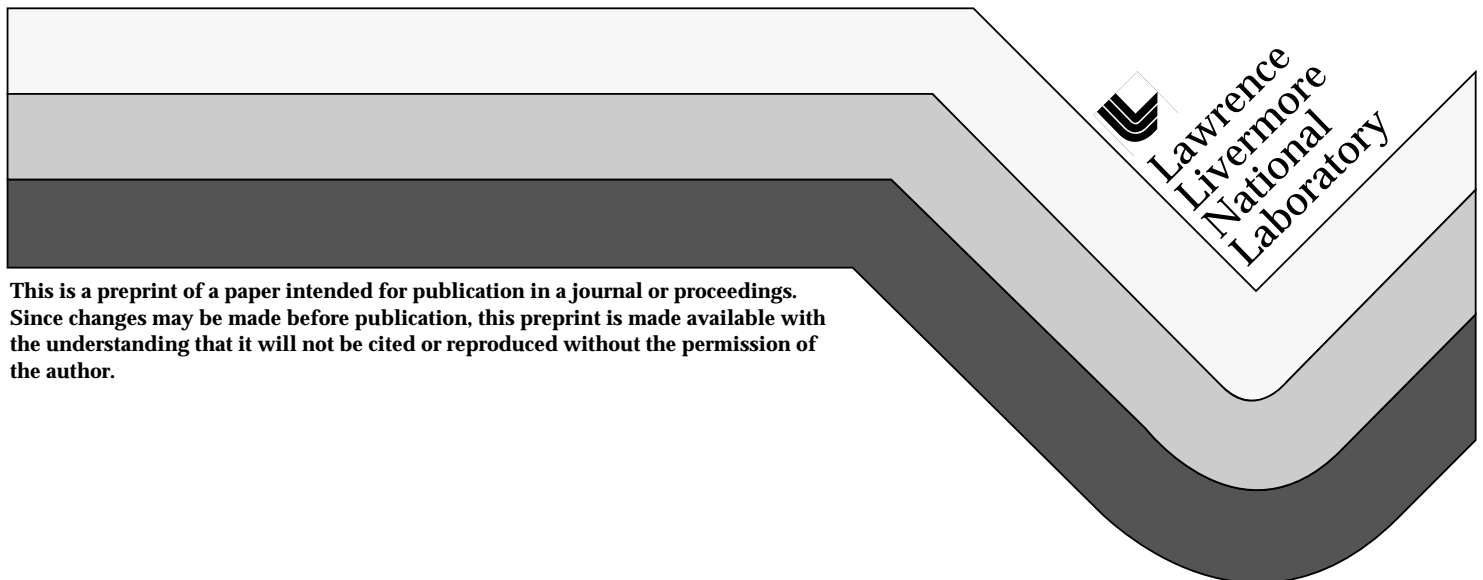 Lawrence
Livermore
National
Laboratory
This is a preprint of a paper intended for publication in a journal or proceedings.
Since changes may be made before publication, this preprint is made available with
the understanding that it will not be cited or reproduced without the permission of
the author.